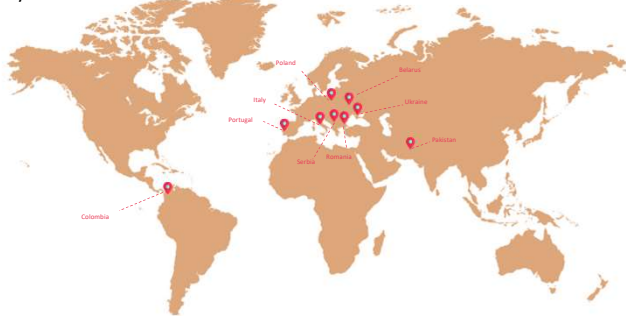 Poland
Belarus
Italy
Ukraine
Portugal
Pakistan
Serbia
Romania
Colombia